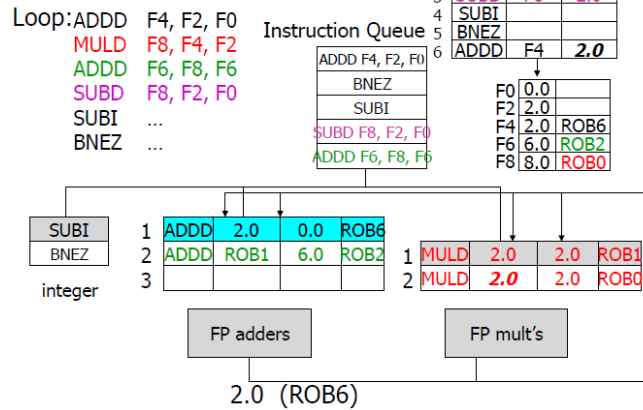 3 SUBD F8 2.0
4 SUBI
5 BNEZ
6 ADDD F4 2.0
Loop: ADDD F4, F2, F0
MULD F8, F4, F2
ADDD F6, F8, F6
SUBD F8, F2, F0
SUBI ...
BNEZ ...
Instruction Queue
ADDD F4, F2, F0
BNEZ
SUBI
SUBD F8, F2, F0
ADDD F6, F8, F6
F0 0.0
F2 2.0
F4 2.0 ROB6
F6 6.0 ROB2
F8 8.0 ROB0
SUBI
BNEZ
integer
1 ADDD 2.0 0.0 ROB6
2 ADDD ROB1 6.0 ROB2
3
1 MULD 2.0 2.0 ROB1
2 MULD 2.0 2.0 ROB0
FP adders
FP mult's
2.0 (ROB6)